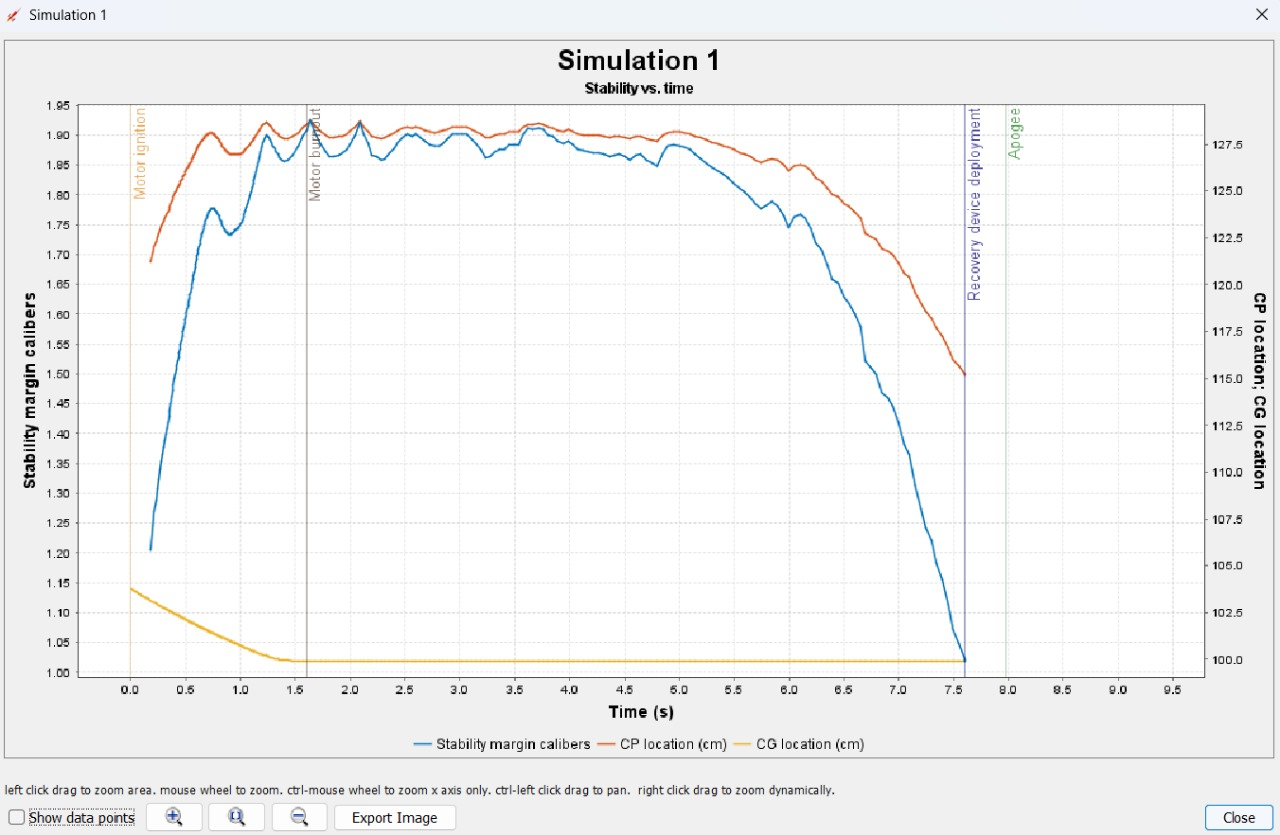 Simulation 1
Simulation 1
Stability vs. time
Motor ignition
Motor burnout
Recovery device deployment
Apogee
Stability margin calibers
1.95
1.90
1.85
1.80
1.75
1.70
1.65
1.60
1.55
1.50
1.45
1.40
1.35
1.30
1.25
1.20
1.15
1.10
1.05
1.00
127.5
125.0
122.5
120.0
117.5
115.0
112.5
110.0
107.5
105.0
102.5
100.0
CP location; CG location
0.0 0.5 1.0 1.5 2.0 2.5 3.0 3.5 4.0 4.5 5.0 5.5 6.0 6.5 7.0 7.5 8.0 8.5 9.0 9.5
Time (s)
Stability margin calibers CP location (cm) CG location (cm)
left click drag to zoom area. mouse wheel to zoom. ctrl-mouse wheel to zoom x axis only. ctrl-left click drag to pan. right click drag to zoom dynamically.
Show data points Export Image Close